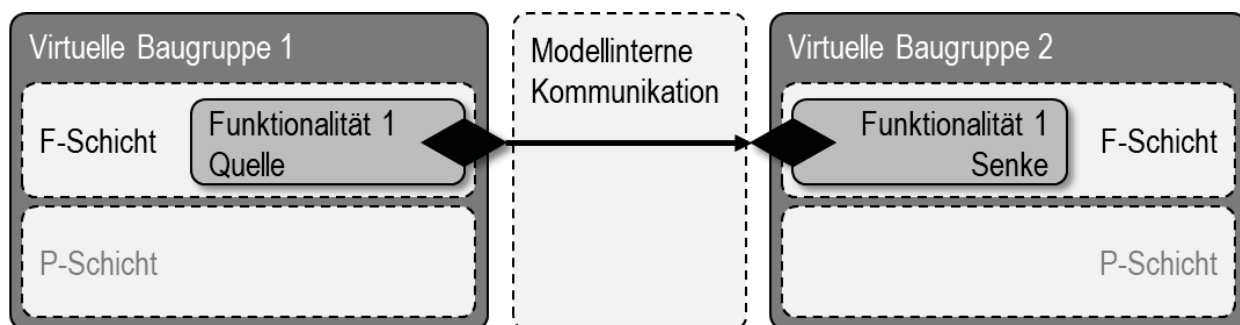 Virtuelle Baugruppe 1
F-Schicht
Funktionalität 1
Quelle
P-Schicht
Modellinterne
Kommunikation
Virtuelle Baugruppe 2
Funktionalität 1
Senke
F-Schicht
P-Schicht